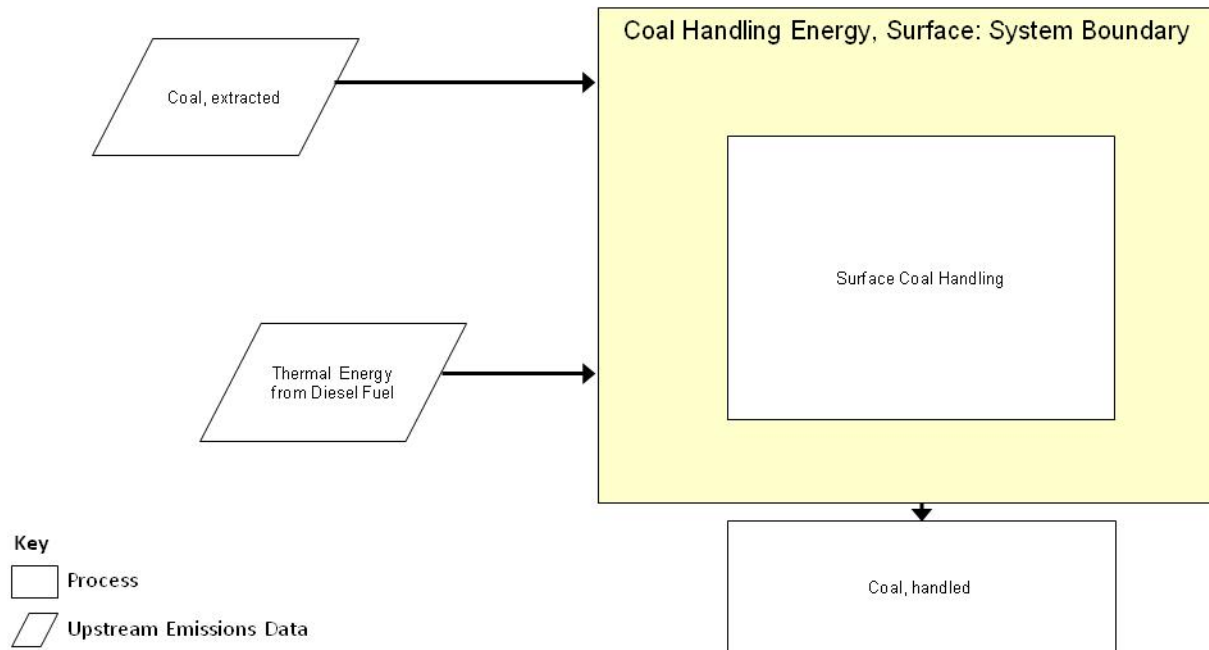 Coal Handling Energy, Surface: System Boundary
Coal, extracted
Surface Coal Handling
Thermal Energy
from Diesel Fuel
Key
Process
Upstream Emissions Data
Coal, handled